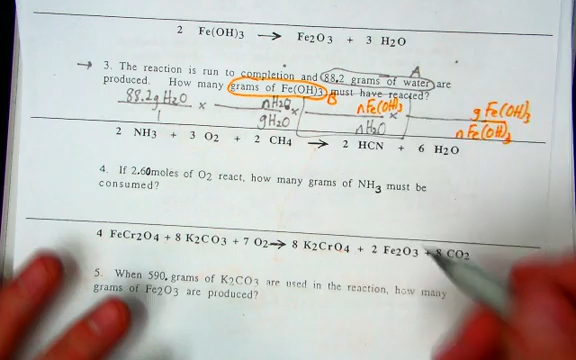 2 Fe(OH)3 → Fe2O3 + 3 H2O
→ 3. The reaction is run to completion and 88.2 grams of water are A
produced. How many grams of Fe(OH)3 must have reacted? B
88.2g H2O / 1 × nH2O / gH2O × nFe(OH)3 / nH2O × gFe(OH)3 / nFe(OH)3
2 NH3 + 3 O2 + 2 CH4 → 2 HCN + 6 H2O
4. If 2.60moles of O2 react, how many grams of NH3 must be
consumed?
4 FeCr2O4 + 8 K2CO3 + 7 O2→ 8 K2CrO4 + 2 Fe2O3 + 8 CO2
5. When 590. grams of K2CO3 are used in the reaction, how many
grams of Fe2O3 are produced?